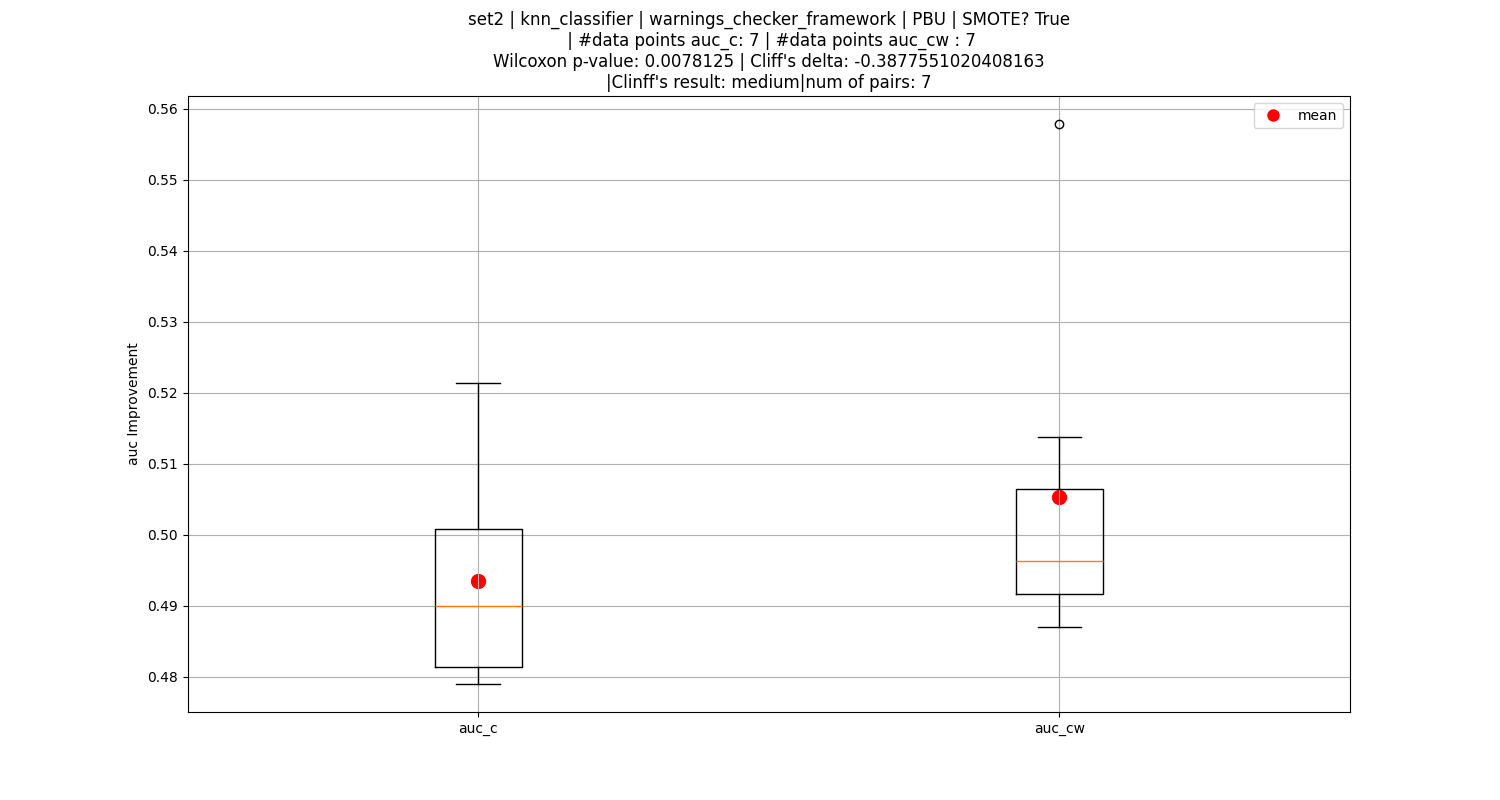 set2 | knn_classifier | warnings_checker_framework | PBU | SMOTE? True
| #data points auc_c: 7 | #data points auc_cw : 7
Wilcoxon p-value: 0.0078125 | Cliff's delta: -0.3877551020408163
|Clinff's result: medium|num of pairs: 7
mean
auc Improvement
0.56
0.55
0.54
0.53
0.52
0.51
0.50
0.49
0.48
auc_c
auc_cw